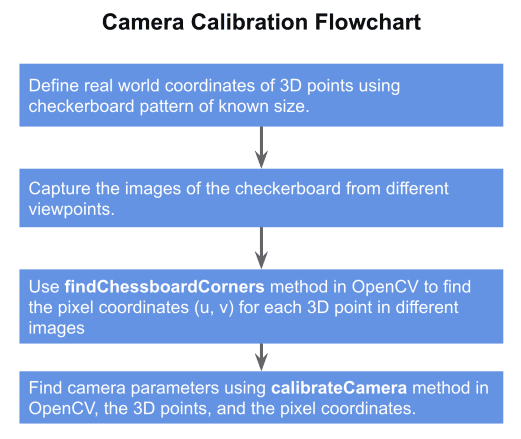 Camera Calibration Flowchart
Define real world coordinates of 3D points using
checkerboard pattern of known size.
Capture the images of the checkerboard from different
viewpoints.
Use findChessboardCorners method in OpenCV to find
the pixel coordinates (u, v) for each 3D point in different
images
Find camera parameters using calibrateCamera method in
OpenCV, the 3D points, and the pixel coordinates.